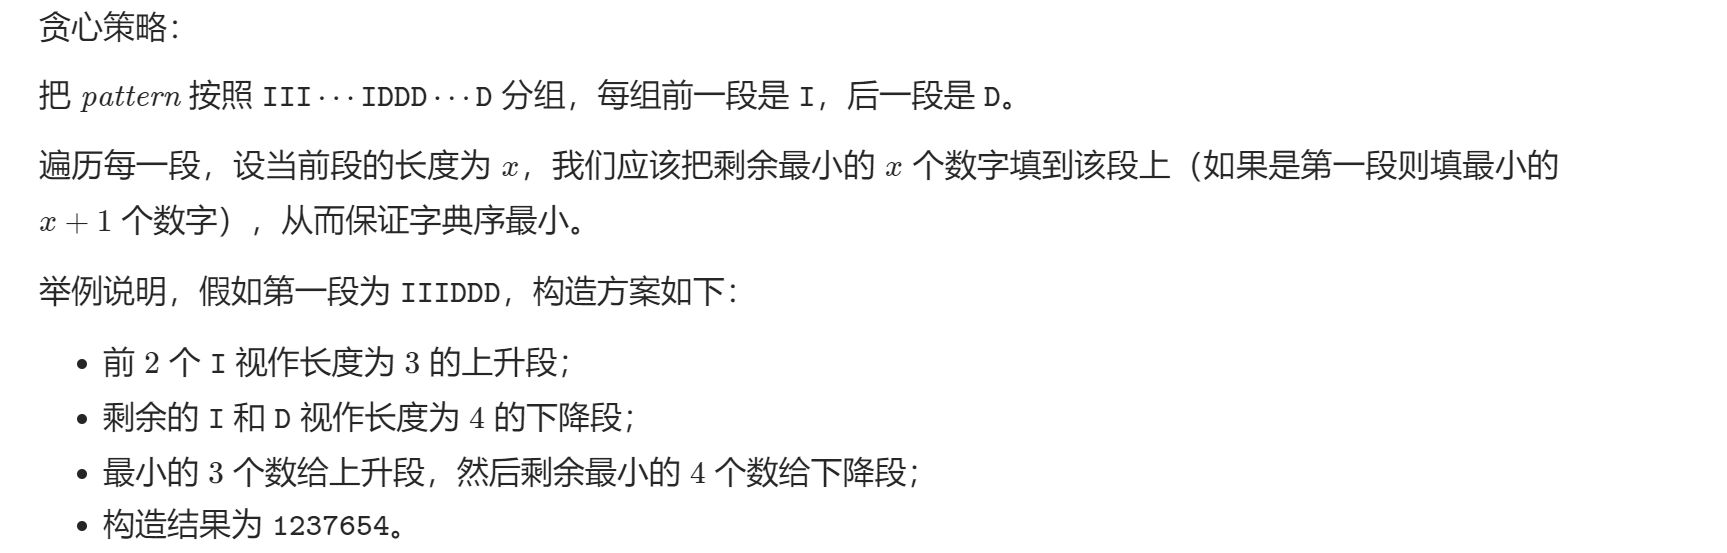 贪心策略：
把 pattern 按照 III···IDDD···D 分组，每组前一段是 I，后一段是 D。
遍历每一段，设当前段的长度为 x，我们应该把剩余最小的 x 个数字填到该段上（如果是第一段则填最小的
x + 1 个数字），从而保证字典序最小。
举例说明，假如第一段为 IIIDDD，构造方案如下：
• 前 2 个 I 视作长度为 3 的上升段；
• 剩余的 I 和 D 视作长度为 4 的下降段；
• 最小的 3 个数给上升段，然后剩余最小的 4 个数给下降段；
• 构造结果为 1237654。